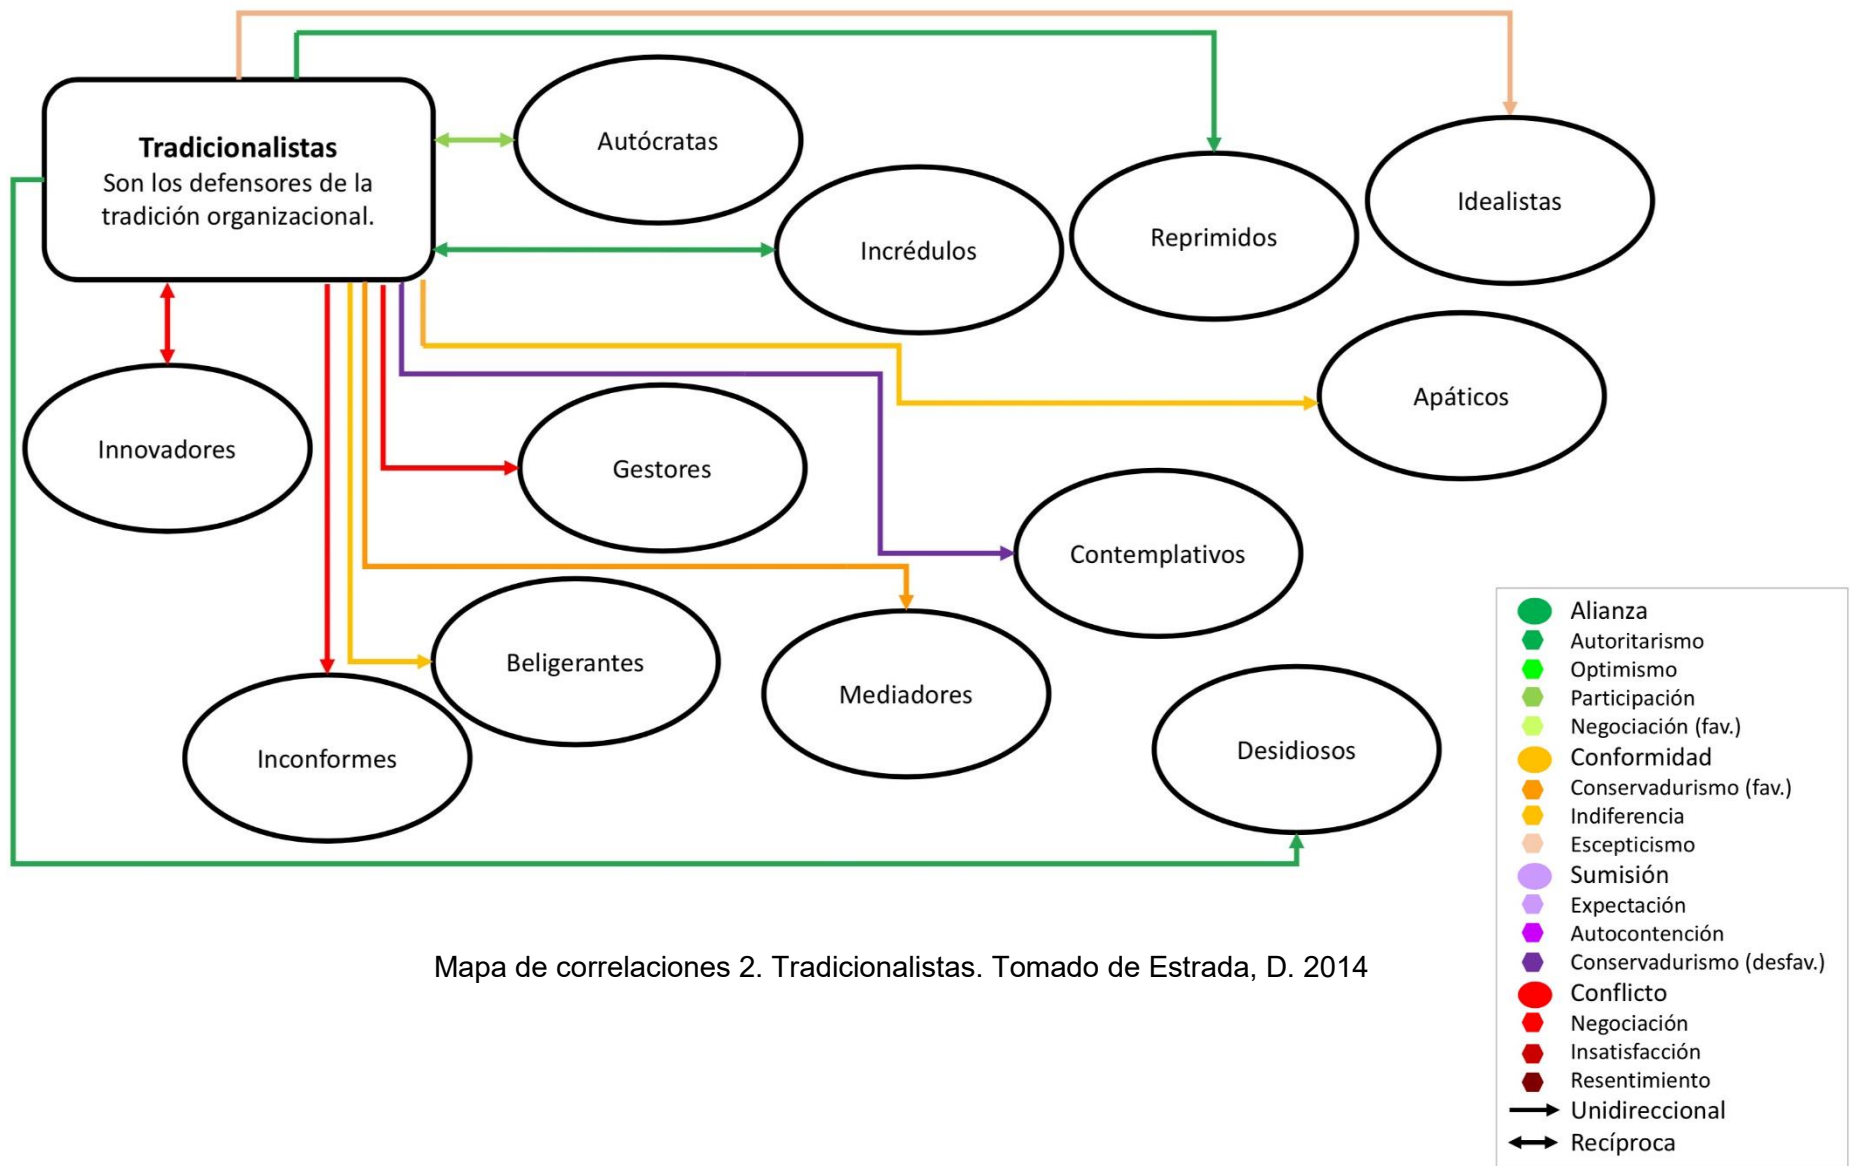 Tradicionalistas
Son los defensores de la
tradición organizacional.
Autócratas
Idealistas
Reprimidos
Incrédulos
Apáticos
Innovadores
Gestores
Contemplativos
Beligerantes
Mediadores
Inconformes
Desidiosos
Alianza
Autoritarismo
Optimismo
Participación
Negociación (fav.)
Conformidad
Conservadurismo (fav.)
Indiferencia
Escepticismo
Sumisión
Expectación
Autocontención
Conservadurismo (desfav.)
Conflicto
Negociación
Insatisfacción
Resentimiento
Unidireccional
Recíproca
Mapa de correlaciones 2. Tradicionalistas. Tomado de Estrada, D. 2014